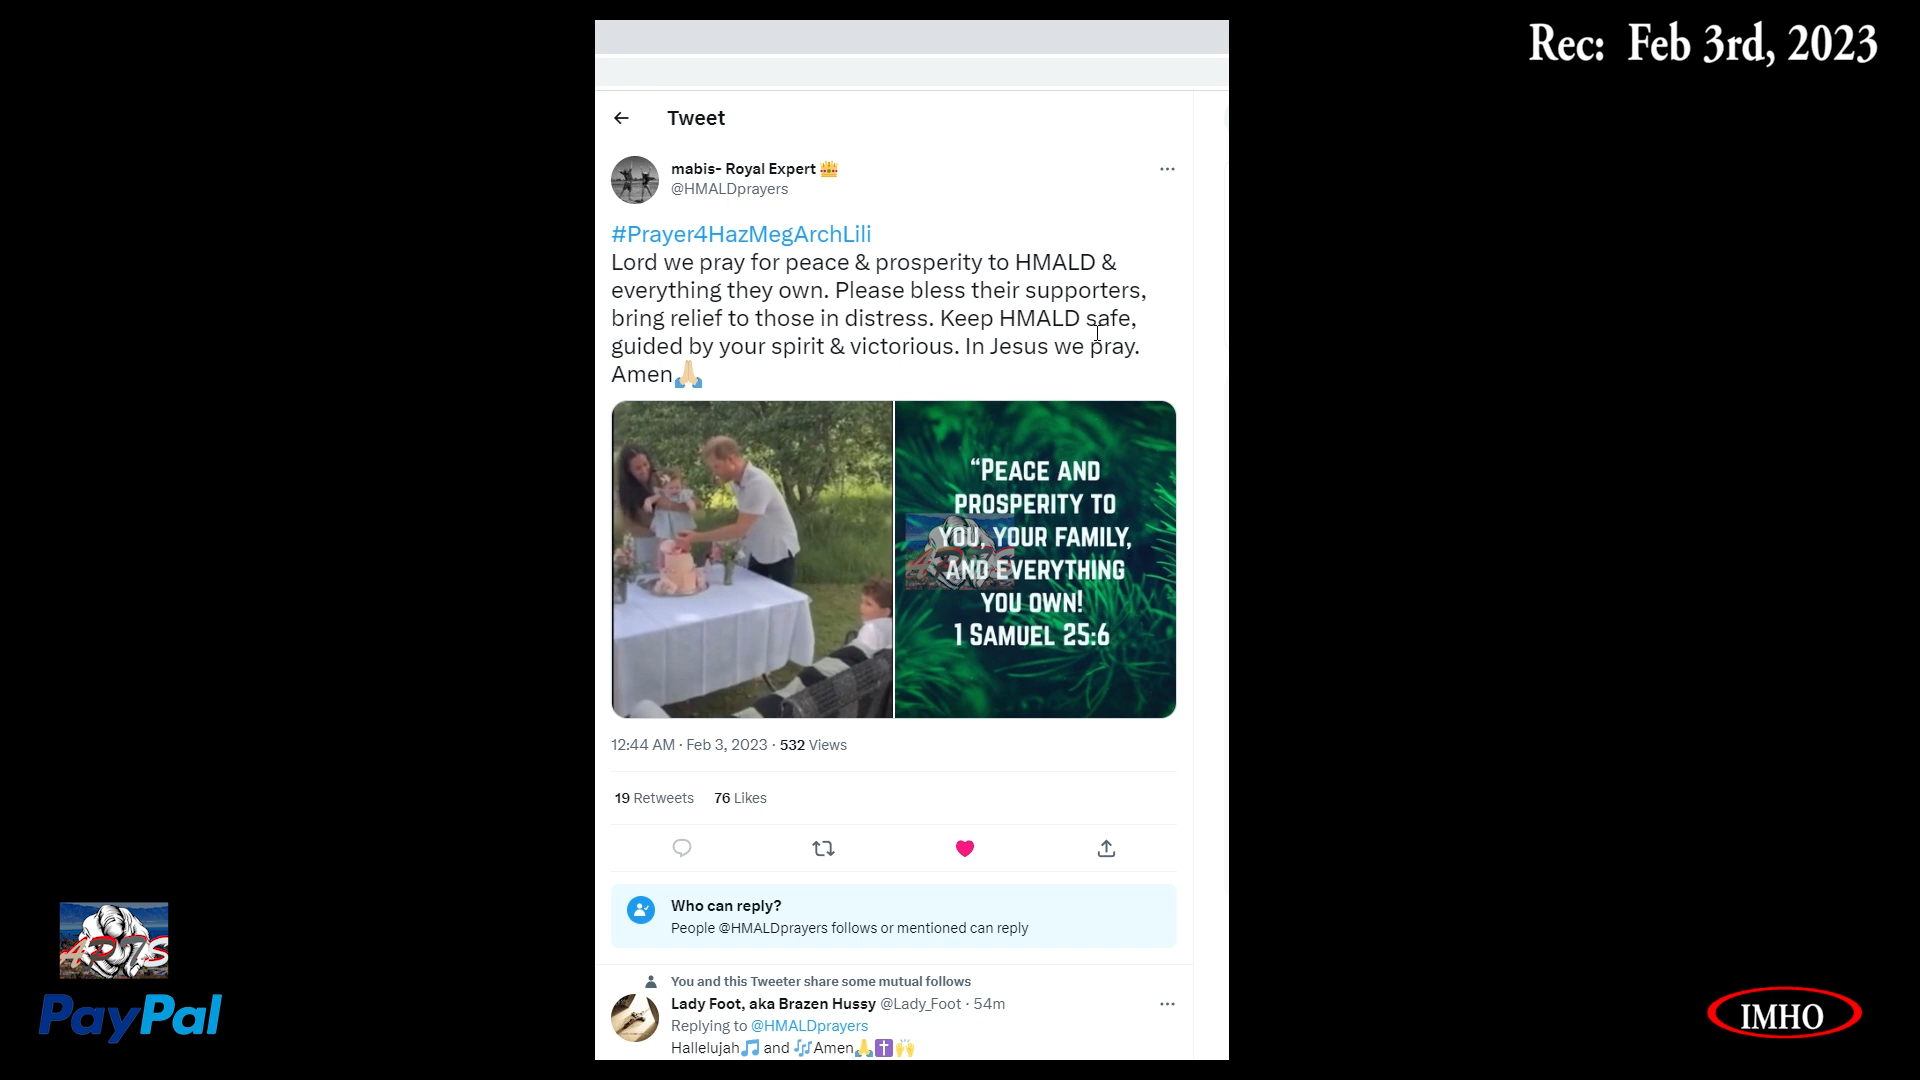 Rec: Feb 3rd, 2023
Tweet
mabis- Royal Expert
@HMALDprayers
#Prayer4HazMegArchLili
Lord we pray for peace & prosperity to HMALD &
everything they own. Please bless their supporters,
bring relief to those in distress. Keep HMALD safe,
guided by your spirit & victorious. In Jesus we pray.
Amen🙏🏼
“PEACE AND
PROSPERITY TO
YOU, YOUR FAMILY,
AND EVERYTHING
YOU OWN!
1 SAMUEL 25:6
12:44 AM · Feb 3, 2023 · 532 Views
19 Retweets 76 Likes
Who can reply?
People @HMALDprayers follows or mentioned can reply
You and this Tweeter share some mutual follows
Lady Foot, aka Brazen Hussy @Lady_Foot · 54m
Replying to @HMALDprayers
Hallelujah🎵 and 🎶Amen🙏✝️🙌
PayPal
IMHO